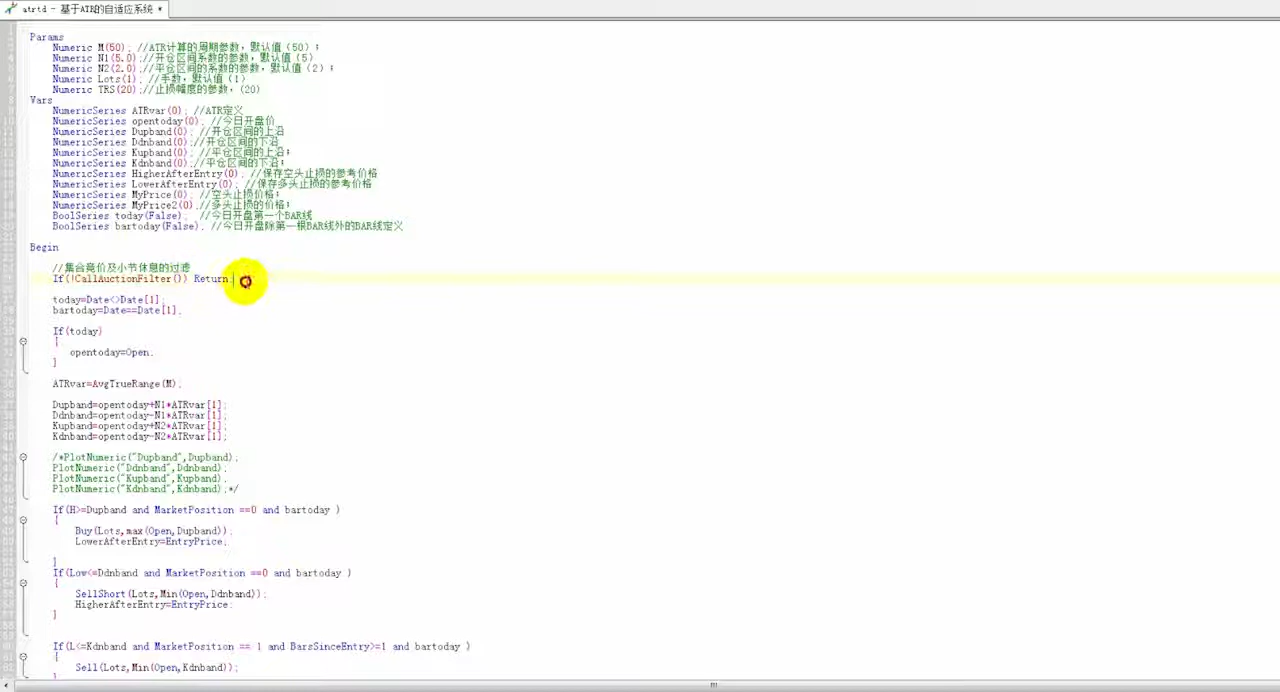 atrtd - 基于ATR的自适应系统 *
Params
Numeric M(50); //ATR计算的周期参数，默认值（50）；
Numeric N1(5.0);//开仓区间系数的参数，默认值（5）
Numeric N2(2.0);//平仓区间的系数的参数，默认值（2）；
Numeric Lots(1); //手数，默认值（1）
Numeric TRS(20);//止损幅度的参数，(20)
Vars
NumericSeries ATRvar(0); //ATR定义
NumericSeries opentoday(0); //今日开盘价
NumericSeries Dupband(0); //开仓区间的上沿
NumericSeries Ddnband(0);//开仓区间的下沿
NumericSeries Kupband(0); //平仓区间的上沿；
NumericSeries Kdnband(0);//平仓区间的下沿；
NumericSeries HigherAfterEntry(0); //保存空头止损的参考价格
NumericSeries LowerAfterEntry(0); //保存多头止损的参考价格
NumericSeries MyPrice(0); //空头止损价格；
NumericSeries MyPrice2(0);//多头止损的价格；
BoolSeries today(False); //今日开盘第一个BAR线
BoolSeries bartoday(False); //今日开盘除第一根BAR线外的BAR线定义
Begin
//集合竞价及小节休息的过滤
If(!CallAuctionFilter()) Return;
today=Date<>Date[1];
bartoday=Date==Date[1];
If(today)
{
opentoday=Open;
}
ATRvar=AvgTrueRange(M);
Dupband=opentoday+N1*ATRvar[1];
Ddnband=opentoday-N1*ATRvar[1];
Kupband=opentoday+N2*ATRvar[1];
Kdnband=opentoday-N2*ATRvar[1];
/*PlotNumeric("Dupband",Dupband);
PlotNumeric("Ddnband",Ddnband);
PlotNumeric("Kupband",Kupband);
PlotNumeric("Kdnband",Kdnband);*/
If(H>=Dupband and MarketPosition ==0 and bartoday )
{
Buy(Lots,max(Open,Dupband));
LowerAfterEntry=EntryPrice;
}
If(Low<=Ddnband and MarketPosition ==0 and bartoday )
{
SellShort(Lots,Min(Open,Ddnband));
HigherAfterEntry=EntryPrice;
}
If(L<=Kdnband and MarketPosition == 1 and BarsSinceEntry>=1 and bartoday )
{
Sell(Lots,Min(Open,Kdnband));
}